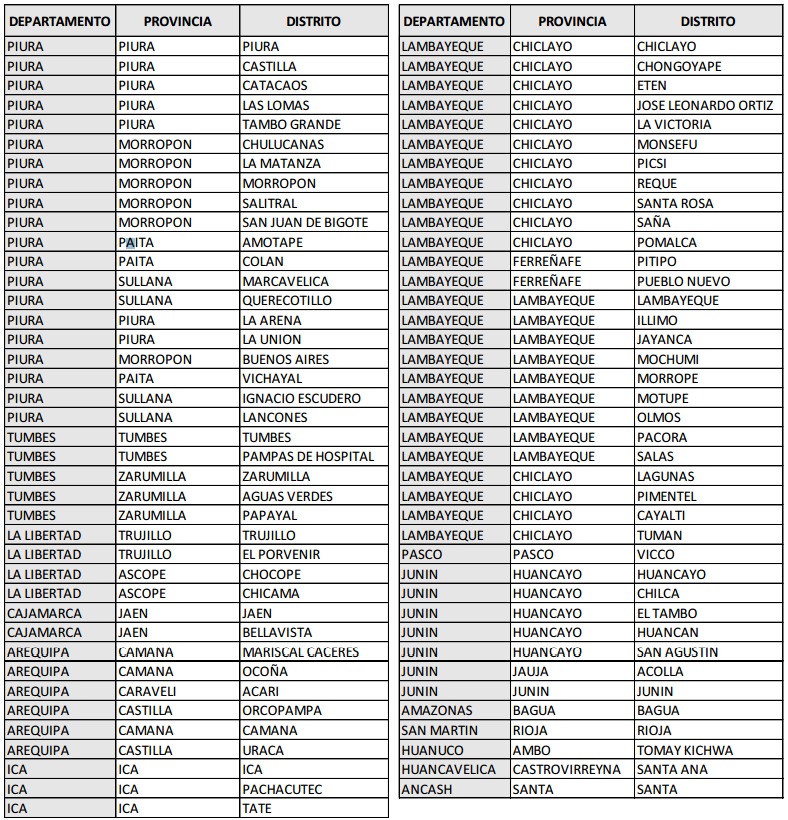 DEPARTAMENTO PROVINCIA DISTRITO
PIURA PIURA PIURA
PIURA PIURA CASTILLA
PIURA PIURA CATACAOS
PIURA PIURA LAS LOMAS
PIURA PIURA TAMBO GRANDE
PIURA MORROPON CHULUCANAS
PIURA MORROPON LA MATANZA
PIURA MORROPON MORROPON
PIURA MORROPON SALITRAL
PIURA MORROPON SAN JUAN DE BIGOTE
PIURA PAITA AMOTAPE
PIURA PAITA COLAN
PIURA SULLANA MARCAVELICA
PIURA SULLANA QUERECOTILLO
PIURA PIURA LA ARENA
PIURA PIURA LA UNION
PIURA MORROPON BUENOS AIRES
PIURA PAITA VICHAYAL
PIURA SULLANA IGNACIO ESCUDERO
PIURA SULLANA LANCONES
TUMBES TUMBES TUMBES
TUMBES TUMBES PAMPAS DE HOSPITAL
TUMBES ZARUMILLA ZARUMILLA
TUMBES ZARUMILLA AGUAS VERDES
TUMBES ZARUMILLA PAPAYAL
LA LIBERTAD TRUJILLO TRUJILLO
LA LIBERTAD TRUJILLO EL PORVENIR
LA LIBERTAD ASCOPE CHOCOPE
LA LIBERTAD ASCOPE CHICAMA
CAJAMARCA JAEN JAEN
CAJAMARCA JAEN BELLAVISTA
AREQUIPA CAMANA MARISCAL CACERES
AREQUIPA CAMANA OCOÑA
AREQUIPA CARAVELI ACARI
AREQUIPA CASTILLA ORCOPAMPA
AREQUIPA CAMANA CAMANA
AREQUIPA CASTILLA URACA
ICA ICA ICA
ICA ICA PACHACUTEC
ICA ICA TATE
DEPARTAMENTO PROVINCIA DISTRITO
LAMBAYEQUE CHICLAYO CHICLAYO
LAMBAYEQUE CHICLAYO CHONGOYAPE
LAMBAYEQUE CHICLAYO ETEN
LAMBAYEQUE CHICLAYO JOSE LEONARDO ORTIZ
LAMBAYEQUE CHICLAYO LA VICTORIA
LAMBAYEQUE CHICLAYO MONSEFU
LAMBAYEQUE CHICLAYO PICSI
LAMBAYEQUE CHICLAYO REQUE
LAMBAYEQUE CHICLAYO SANTA ROSA
LAMBAYEQUE CHICLAYO SAÑA
LAMBAYEQUE CHICLAYO POMALCA
LAMBAYEQUE FERREÑAFE PITIPO
LAMBAYEQUE FERREÑAFE PUEBLO NUEVO
LAMBAYEQUE LAMBAYEQUE LAMBAYEQUE
LAMBAYEQUE LAMBAYEQUE ILLIMO
LAMBAYEQUE LAMBAYEQUE JAYANCA
LAMBAYEQUE LAMBAYEQUE MOCHUMI
LAMBAYEQUE LAMBAYEQUE MORROPE
LAMBAYEQUE LAMBAYEQUE MOTUPE
LAMBAYEQUE LAMBAYEQUE OLMOS
LAMBAYEQUE LAMBAYEQUE PACORA
LAMBAYEQUE LAMBAYEQUE SALAS
LAMBAYEQUE CHICLAYO LAGUNAS
LAMBAYEQUE CHICLAYO PIMENTEL
LAMBAYEQUE CHICLAYO CAYALTI
LAMBAYEQUE CHICLAYO TUMAN
PASCO PASCO VICCO
JUNIN HUANCAYO HUANCAYO
JUNIN HUANCAYO CHILCA
JUNIN HUANCAYO EL TAMBO
JUNIN HUANCAYO HUANCAN
JUNIN HUANCAYO SAN AGUSTIN
JUNIN JAUJA ACOLLA
JUNIN JUNIN JUNIN
AMAZONAS BAGUA BAGUA
SAN MARTIN RIOJA RIOJA
HUANUCO AMBO TOMAY KICHWA
HUANCAVELICA CASTROVIRREYNA SANTA ANA
ANCASH SANTA SANTA